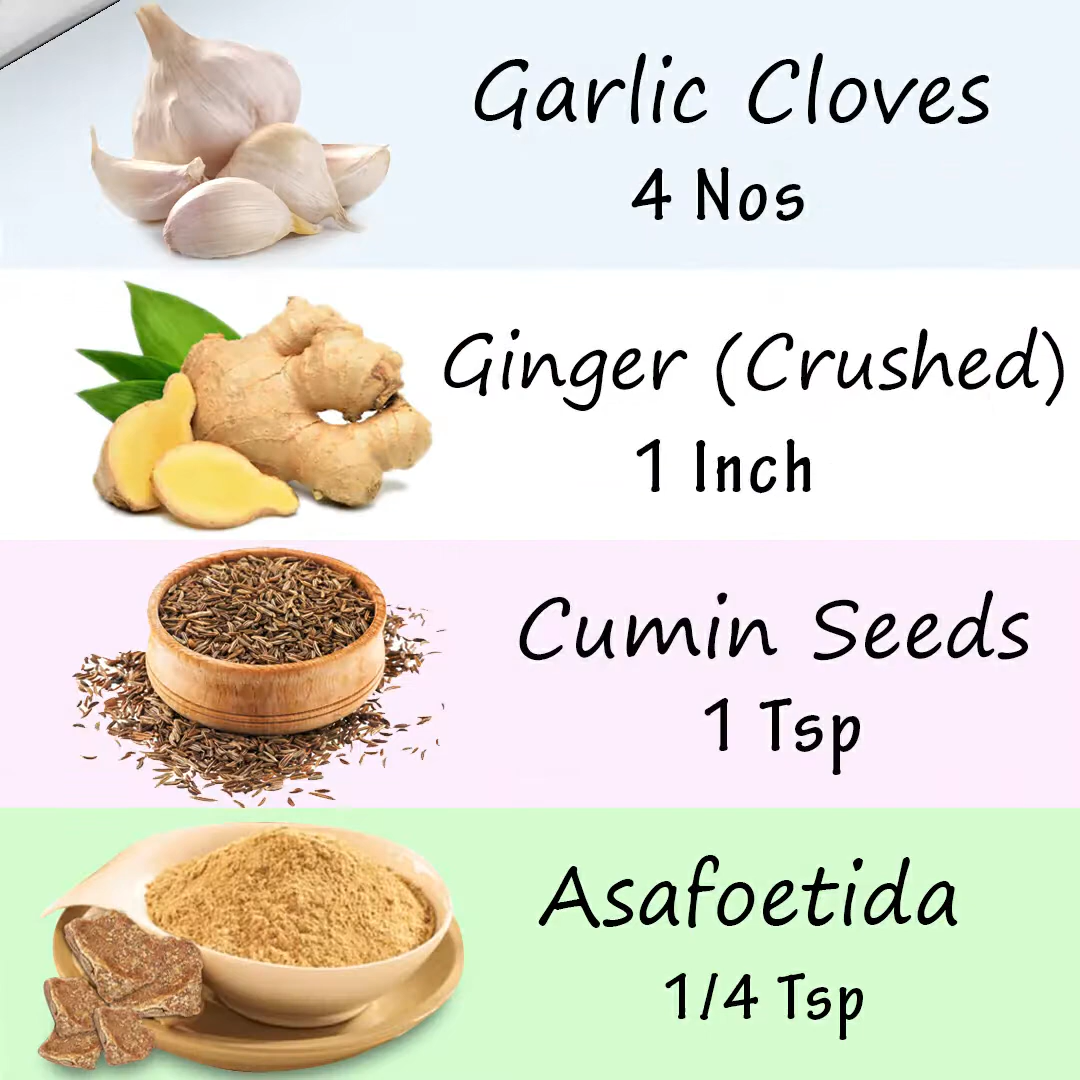 Garlic Cloves
4 Nos
Ginger (Crushed)
1 Inch
Cumin Seeds
1 Tsp
Asafoetida
1/4 Tsp